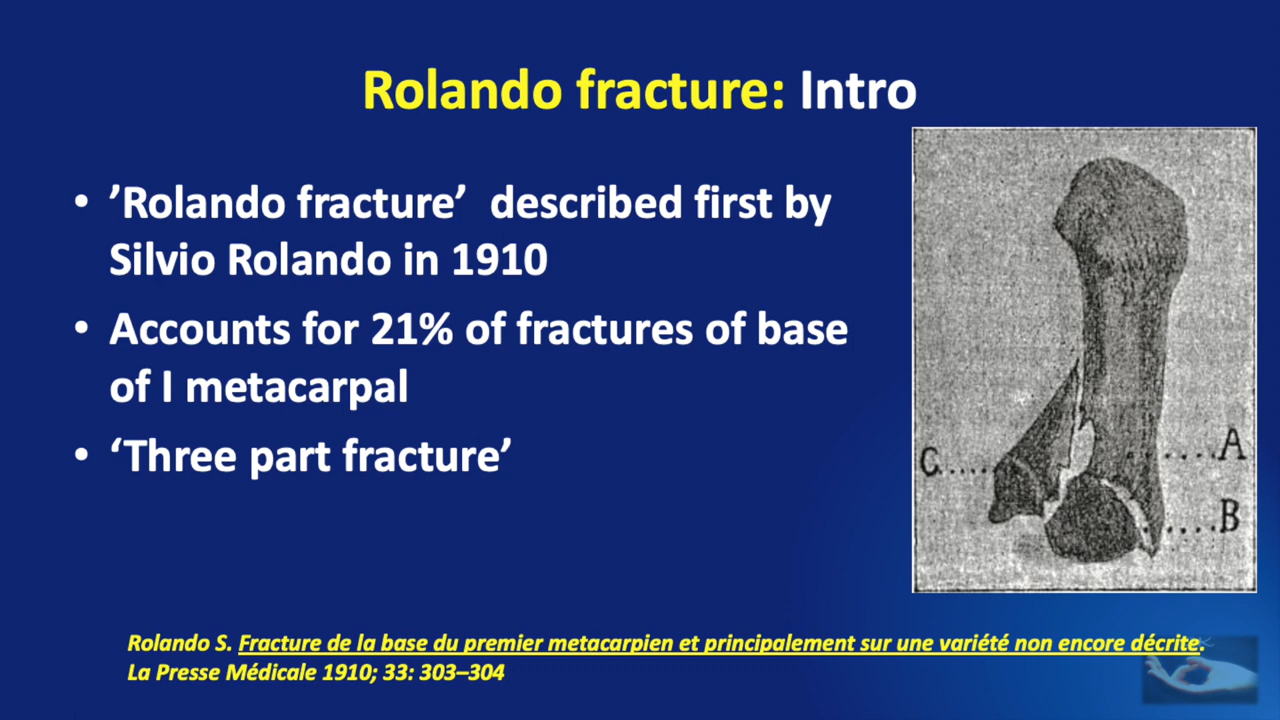 Rolando fracture: Intro
• ’Rolando fracture’ described first by
Silvio Rolando in 1910
• Accounts for 21% of fractures of base
of I metacarpal
• ‘Three part fracture’
C.....
.....A
.....B
Rolando S. Fracture de la base du premier metacarpien et principalement sur une variété non encore décrite.
La Presse Médicale 1910; 33: 303–304